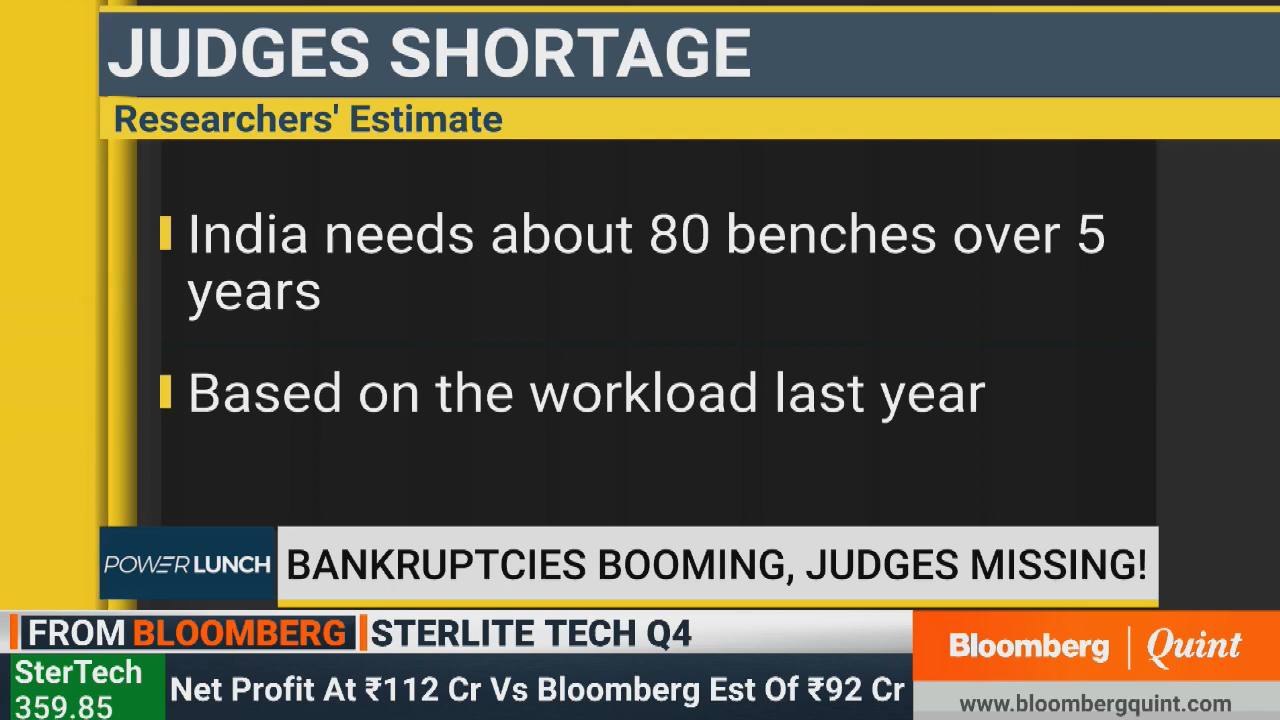 JUDGES SHORTAGE
Researchers' Estimate
India needs about 80 benches over 5
years
Based on the workload last year
POWER LUNCH
BANKRUPTCIES BOOMING, JUDGES MISSING!
FROM BLOOMBERG
STERLITE TECH Q4
Bloomberg | Quint
SterTech
359.85
Net Profit At ₹112 Cr Vs Bloomberg Est Of ₹92 Cr
www.bloombergquint.com